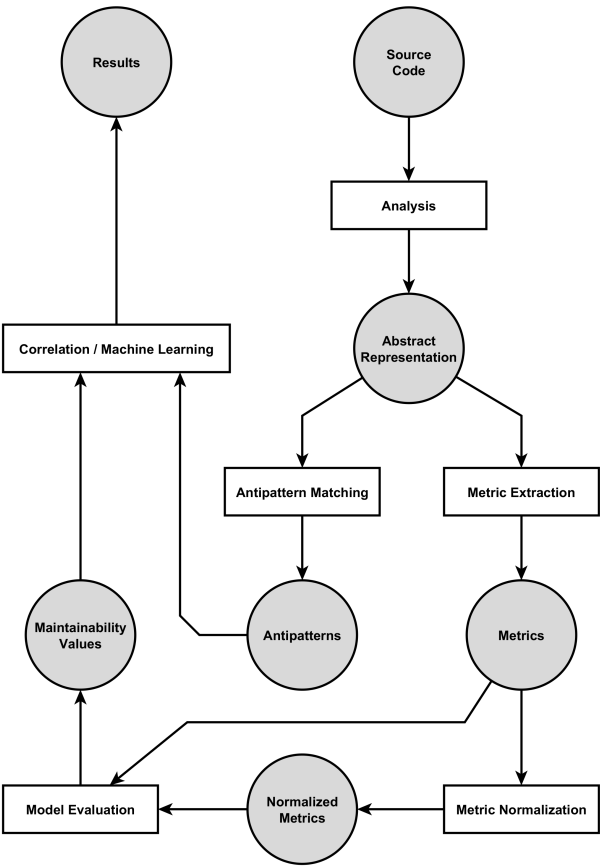 Results
Source
Code
Analysis
Correlation / Machine Learning
Abstract
Representation
Antipattern Matching
Metric Extraction
Maintainability
Values
Antipatterns
Metrics
Model Evaluation
Normalized
Metrics
Metric Normalization